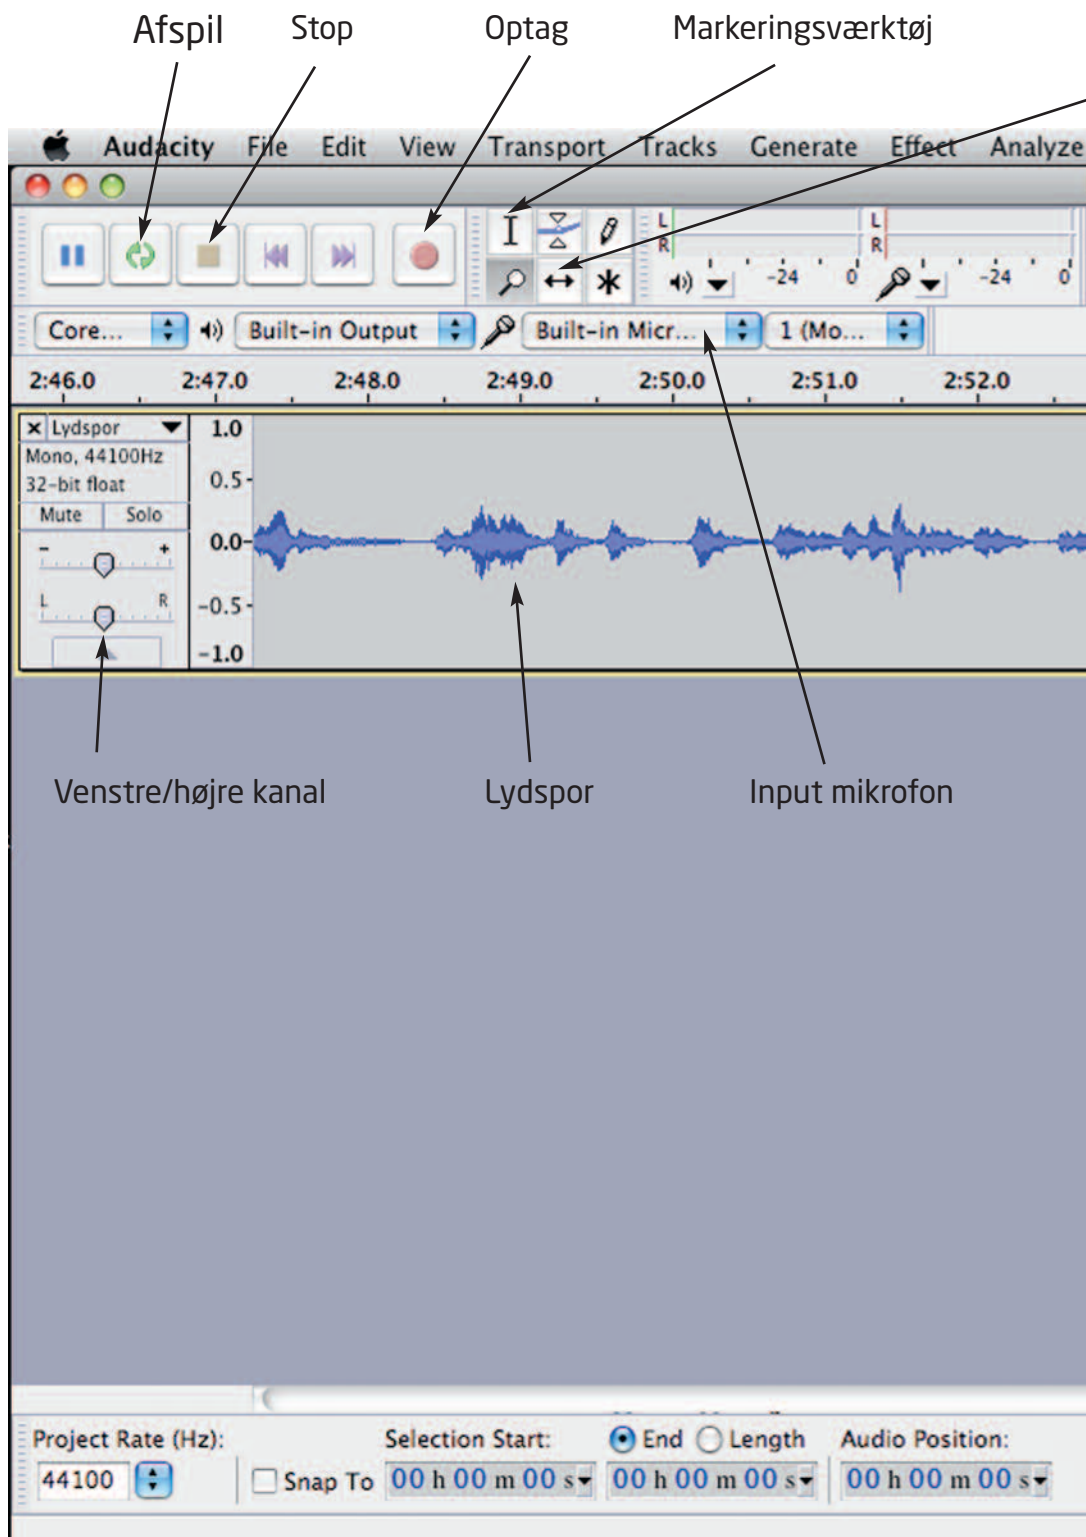 Afspil Stop Optag Markeringsværktøj
Audacity File Edit View Transport Tracks Generate Effect Analyze
L L
R R
-24 0 -24 0
Core... Built-in Output Built-in Micr... 1 (Mo...
2:46.0 2:47.0 2:48.0 2:49.0 2:50.0 2:51.0 2:52.0
x Lydspor 1.0
Mono, 44100Hz
32-bit float 0.5
Mute Solo
- + 0.0
L R -0.5
-1.0
Venstre/højre kanal Lydspor Input mikrofon
Project Rate (Hz): Selection Start: End Length Audio Position:
44100 Snap To 00 h 00 m 00 s 00 h 00 m 00 s 00 h 00 m 00 s